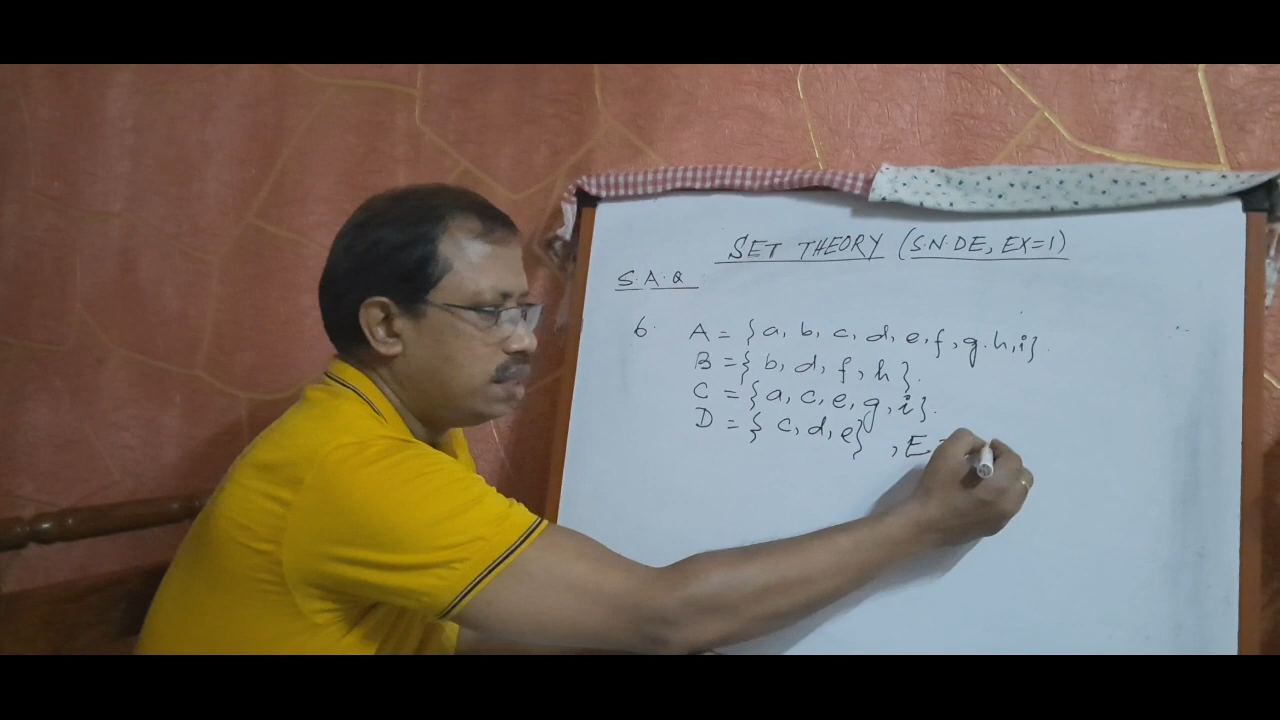 SET THEORY (S.N.DE, EX=1)
S.A.Q
6. A = {a, b, c, d, e, f, g. h, i}.
B = { b, d, f, h }.
C = {a, c, e, g, i}.
D = { c, d, e} , E =